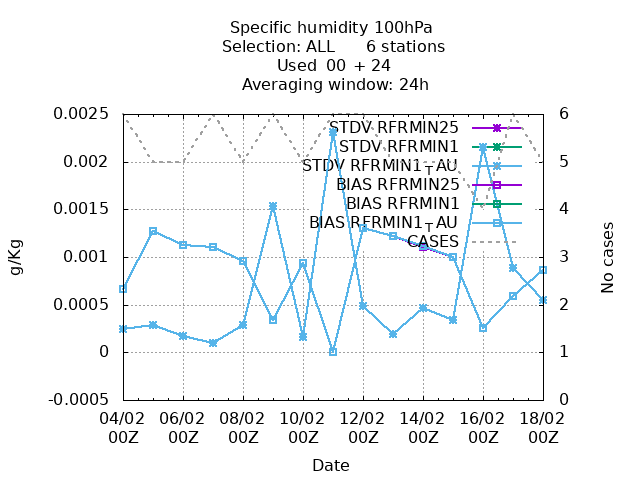 Specific humidity 100hPa
Selection: ALL 6 stations
Used 00 + 24
Averaging window: 24h
0.0025 6
STDV RFRMIN25
STDV RFRMIN1
0.002 5
STDV RFRMIN1TAU
BIAS RFRMIN25
BIAS RFRMIN1
0.0015 4
BIAS RFRMIN1TAU
CASES
g/Kg
No cases
0.001 3
0.0005 2
0 1
-0.0005 0
04/02 06/02 08/02 10/02 12/02 14/02 16/02 18/02
00Z 00Z 00Z 00Z 00Z 00Z 00Z 00Z
Date